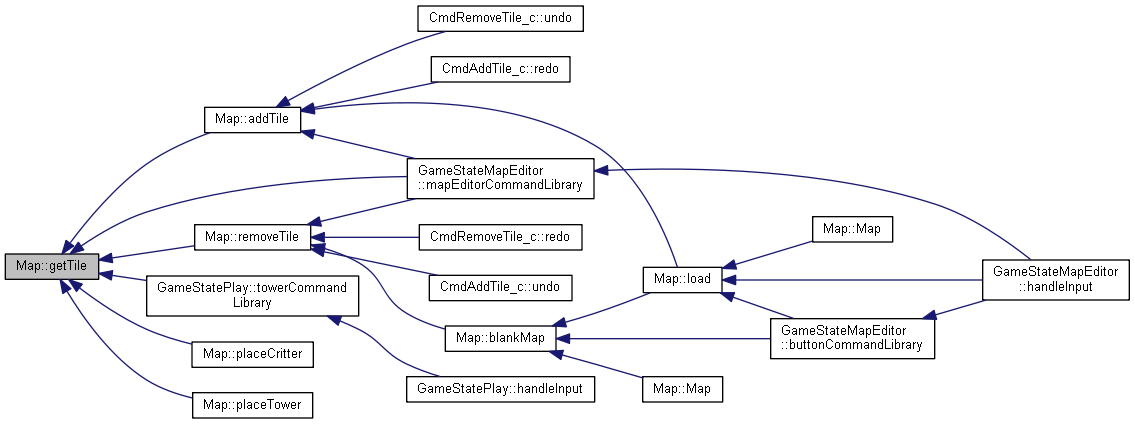 CmdRemoveTile_c::undo
CmdAddTile_c::redo
Map::addTile
GameStateMapEditor
::mapEditorCommandLibrary
Map::removeTile
CmdRemoveTile_c::redo
Map::Map
Map::getTile
GameStatePlay::towerCommand
Library
CmdAddTile_c::undo
Map::load
GameStateMapEditor
::handleInput
Map::placeCritter
Map::blankMap
GameStateMapEditor
::buttonCommandLibrary
Map::placeTower
GameStatePlay::handleInput
Map::Map